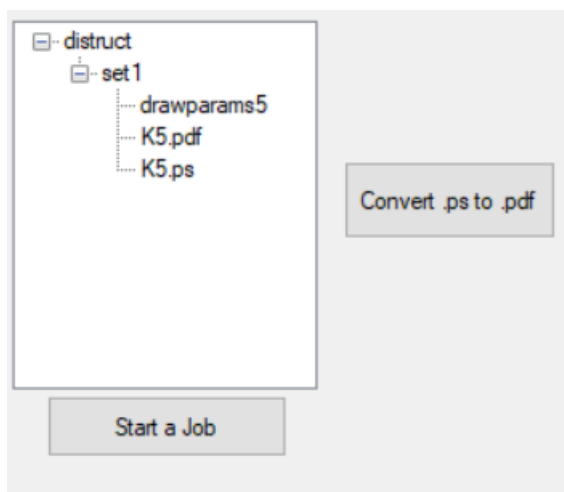 distruct
set1
drawparams5
K5.pdf
K5.ps
Convert .ps to .pdf
Start a Job